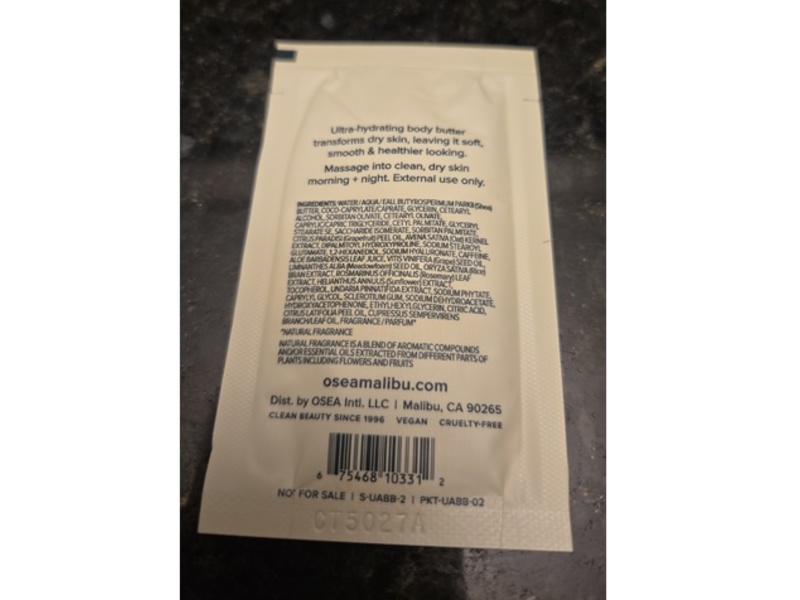 Ultra-hydrating body butter
transforms dry skin, leaving it soft,
smooth & healthier looking.
Massage into clean, dry skin
morning + night. External use only.
INGREDIENTS: WATER / AQUA / EAU, BUTYROSPERMUM PARKII (Shea)
BUTTER, COCO-CAPRYLATE/CAPRATE, GLYCERIN, CETEARYL
ALCOHOL, SORBITAN OLIVATE, CETEARYL OLIVATE,
CAPRYLIC/CAPRIC TRIGLYCERIDE, CETYL PALMITATE, GLYCERYL
STEARATE SE, SACCHARIDE ISOMERATE, SORBITAN PALMITATE,
CITRUS PARADISI (Grapefruit) PEEL OIL, AVENA SATIVA (Oat) KERNEL
EXTRACT, DIPALMITOYL HYDROXYPROLINE, SODIUM STEAROYL
GLUTAMATE, 1,2-HEXANEDIOL, SODIUM HYALURONATE, CAFFEINE,
ALOE BARBADENSIS LEAF JUICE, VITIS VINIFERA (Grape) SEED OIL,
LIMNANTHES ALBA (Meadowfoam) SEED OIL, ORYZA SATIVA (Rice)
BRAN EXTRACT, ROSMARINUS OFFICINALIS (Rosemary) LEAF
EXTRACT, HELIANTHUS ANNUUS (Sunflower) EXTRACT,
TOCOPHEROL, UNDARIA PINNATIFIDA EXTRACT, SODIUM PHYTATE,
CAPRYLYL GLYCOL, SCLEROTIUM GUM, SODIUM DEHYDROACETATE,
HYDROXYACETOPHENONE, ETHYLHEXYLGLYCERIN, CITRIC ACID,
CITRUS LATIFOLIA PEEL OIL, CUPRESSUS SEMPERVIRENS
BRANCH/LEAF OIL, FRAGRANCE / PARFUM*
*NATURAL FRAGRANCE
NATURAL FRAGRANCE IS A BLEND OF AROMATIC COMPOUNDS
AND/OR ESSENTIAL OILS EXTRACTED FROM DIFFERENT PARTS OF
PLANTS INCLUDING FLOWERS AND FRUITS
oseamalibu.com
Dist. by OSEA Intl. LLC | Malibu, CA 90265
CLEAN BEAUTY SINCE 1996 VEGAN CRUELTY-FREE
6 75468 10331 2
NOT FOR SALE | S-UABB-2 | PKT-UABB-02
CT5027A